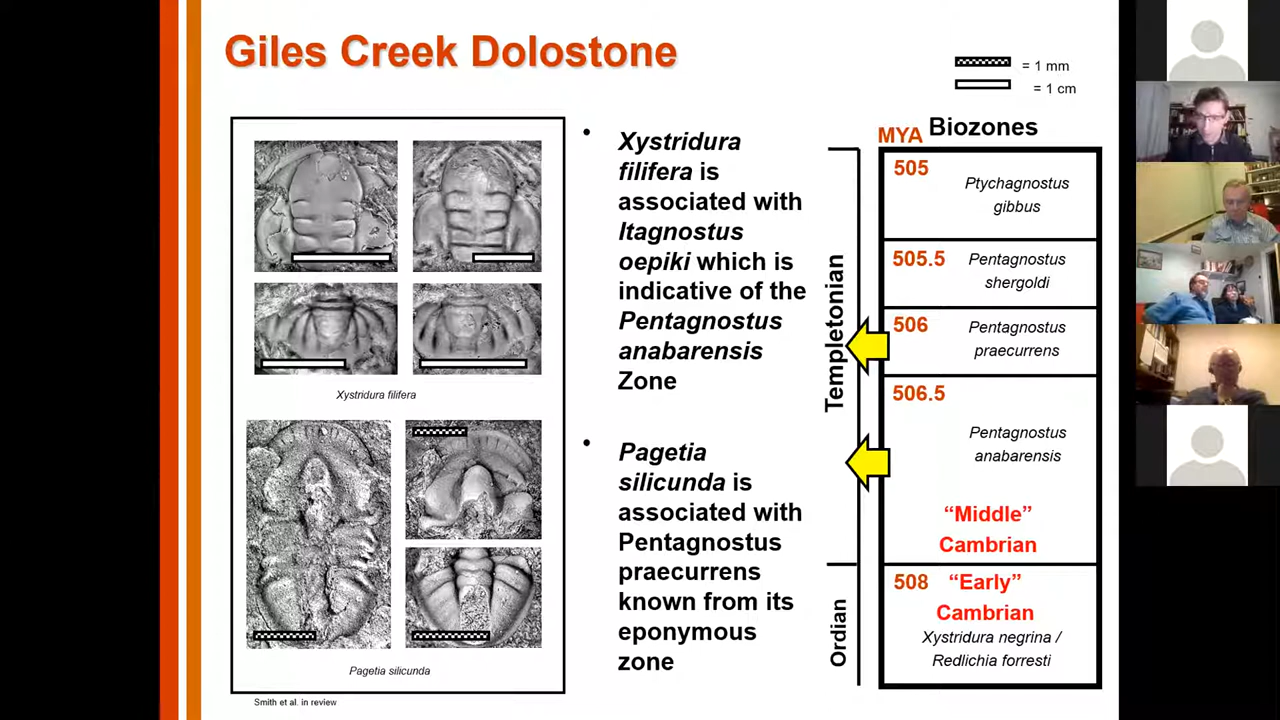 Giles Creek Dolostone
= 1 mm
= 1 cm
Xystridura filifera
Pagetia silicunda
Smith et al. in review
• Xystridura
filifera is
associated with
Itagnostus
oepiki which is
indicative of the
Pentagnostus
anabarensis
Zone
• Pagetia
silicunda is
associated with
Pentagnostus
praecurrens
known from its
eponymous
zone
MYA Biozones
Templetonian
Ordian
505
Ptychagnostus
gibbus
505.5
Pentagnostus
shergoldi
506
Pentagnostus
praecurrens
506.5
Pentagnostus
anabarensis
“Middle”
Cambrian
508 “Early”
Cambrian
Xystridura negrina /
Redlichia forresti